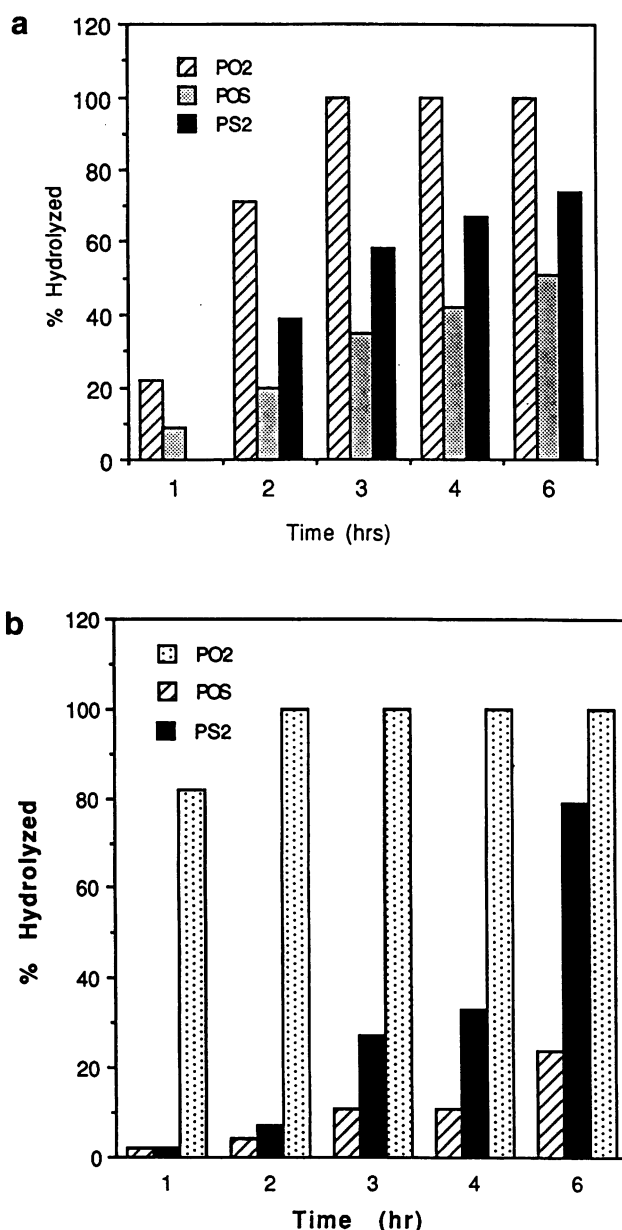 a
120
100
80
60
40
20
0
% Hydrolyzed
PO2
POS
PS2
1 2 3 4 6
Time (hrs)
b
120
100
80
60
40
20
0
% Hydrolyzed
PO2
POS
PS2
1 2 3 4 6
Time (hr)